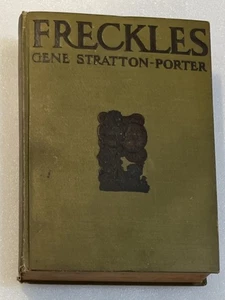 FRECKLES
GENE STRATTON-PORTER